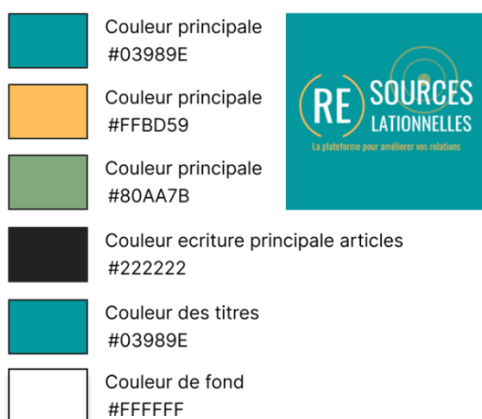 Couleur principale
#03989E
Couleur principale
#FFBD59
Couleur principale
#80AA7B
Couleur ecriture principale articles
#222222
Couleur des titres
#03989E
Couleur de fond
#FFFFFF
(RE)
SOURCES
LATIONNELLES
La plateforme pour améliorer vos relations